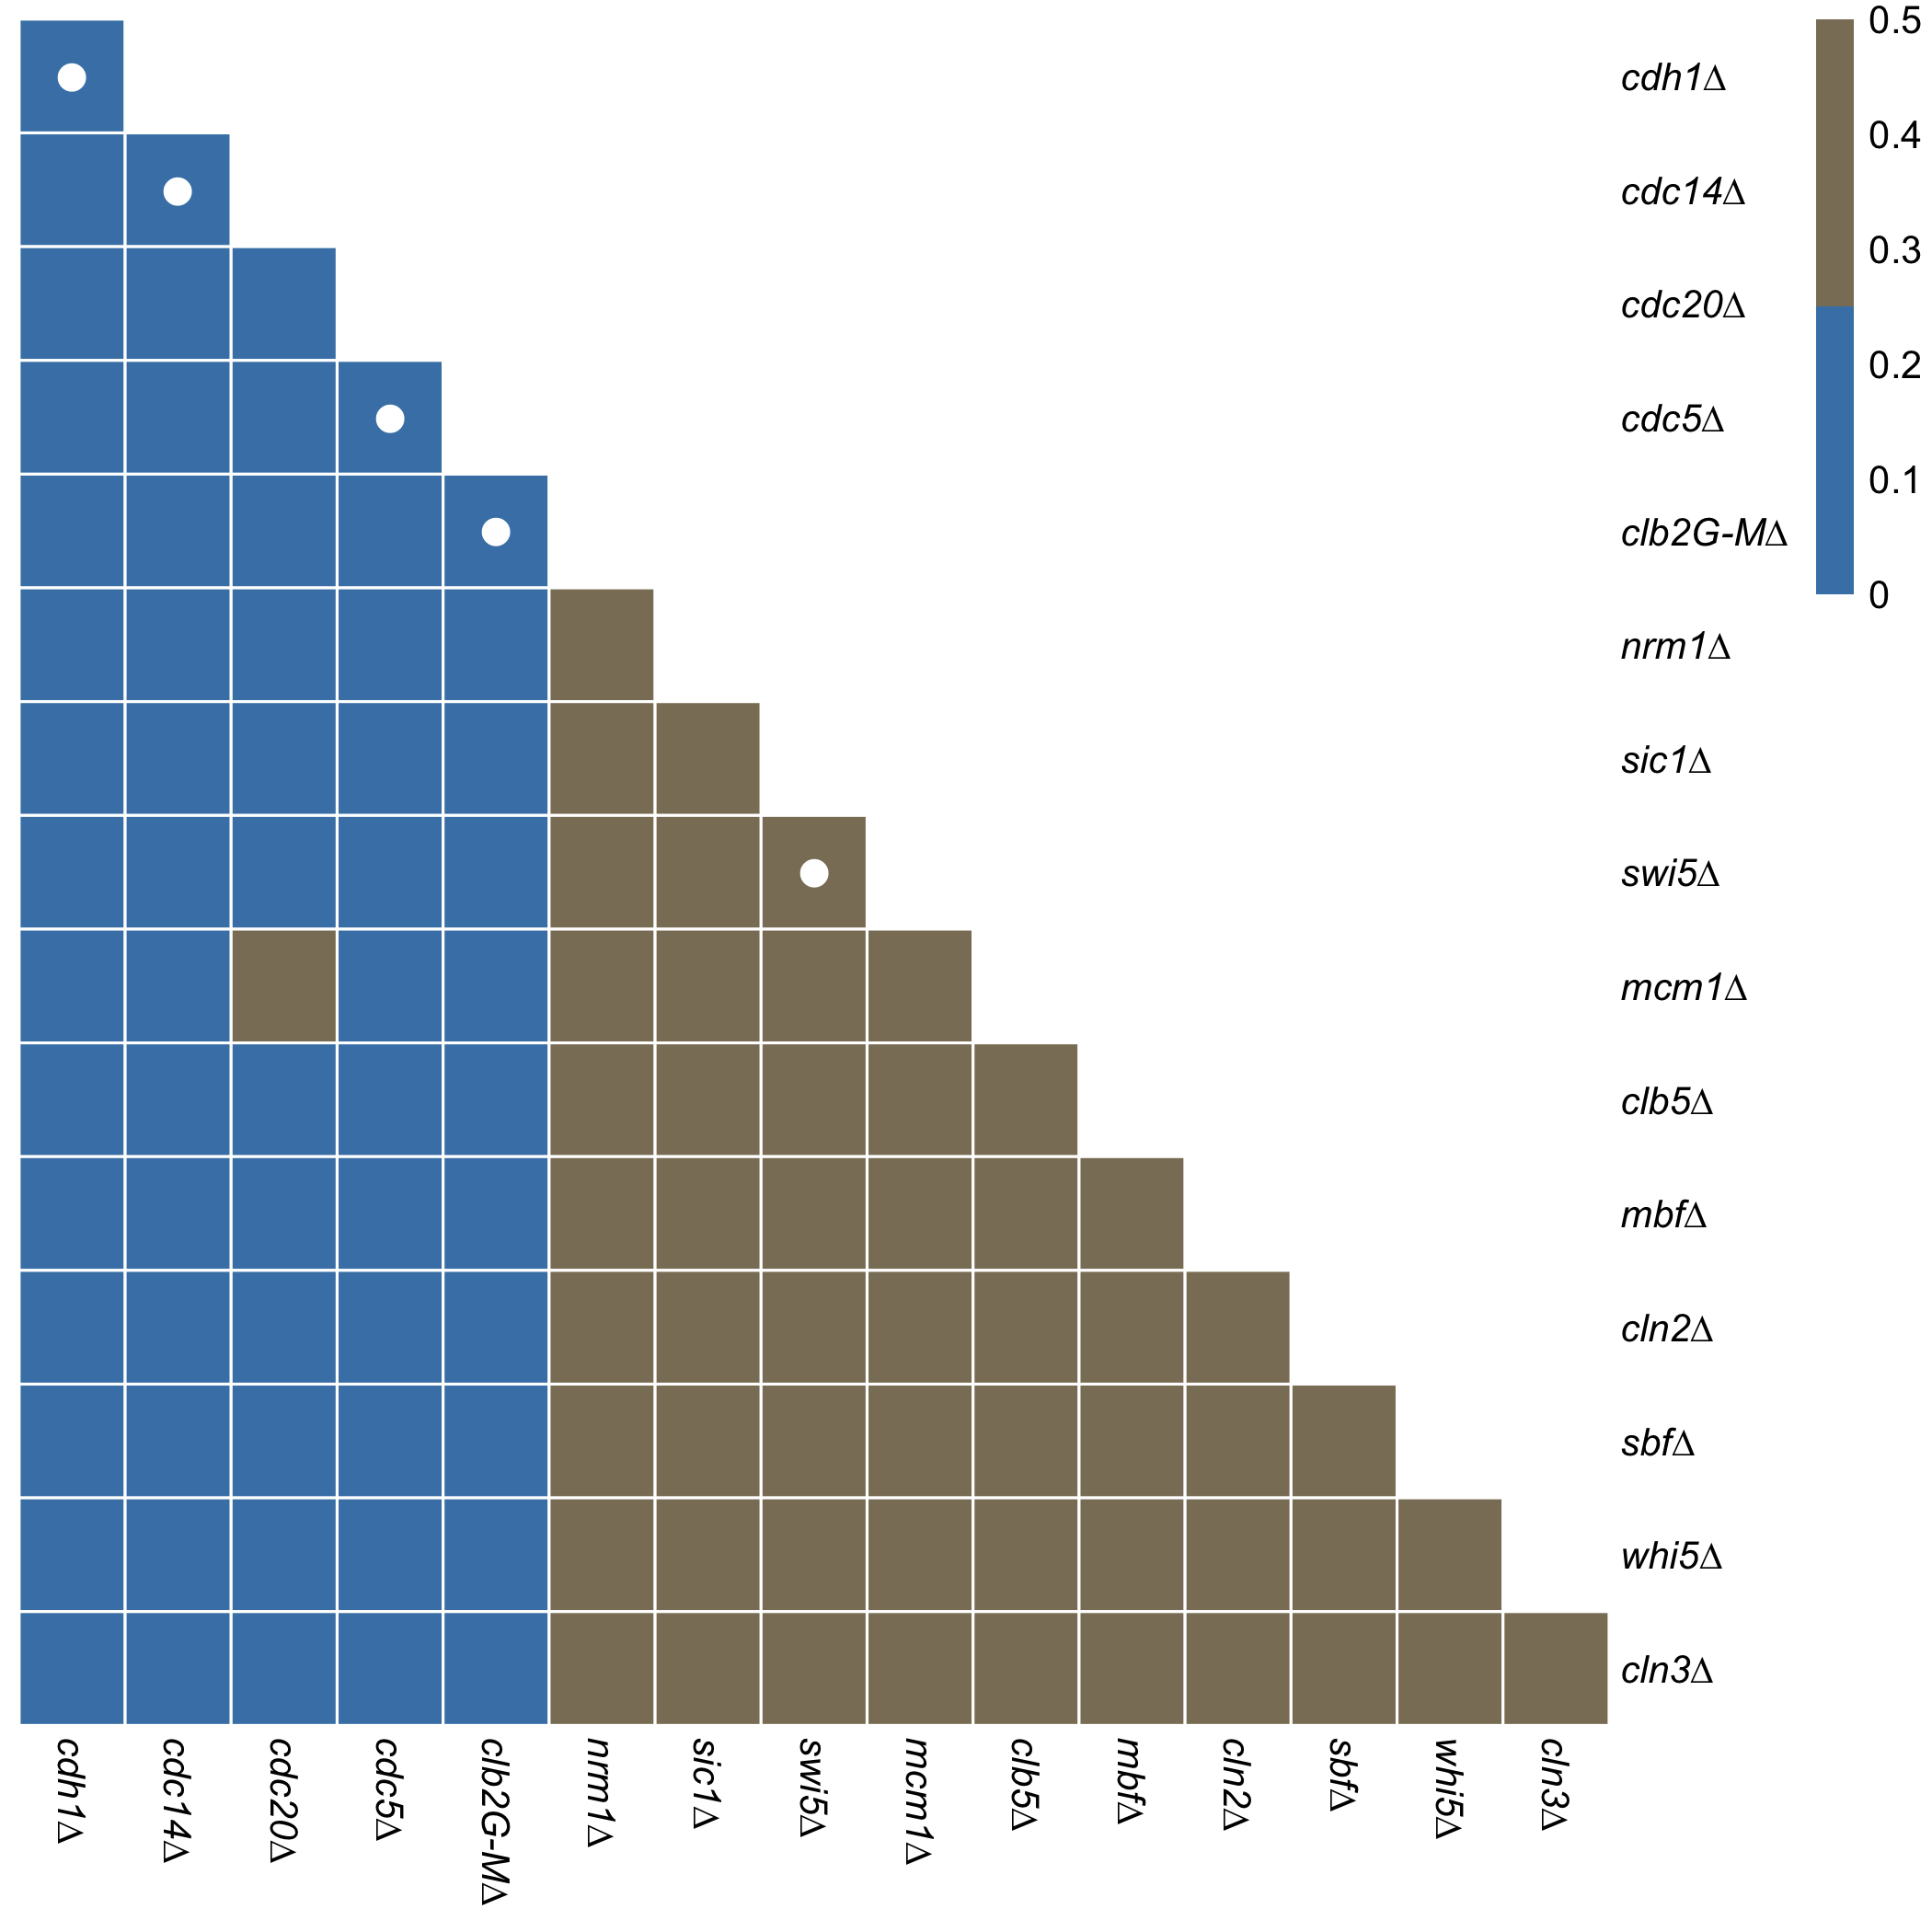 0.5
cdh1Δ
0.4
cdc14Δ
0.3
cdc20Δ
0.2
cdc5Δ
0.1
clb2G-MΔ
0
nrm1Δ
sic1Δ
swi5Δ
mcm1Δ
clb5Δ
mbfΔ
cln2Δ
sbfΔ
whi5Δ
cln3Δ
cdh1Δ
cdc14Δ
cdc20Δ
cdc5Δ
clb2G-MΔ
nrm1Δ
sic1Δ
swi5Δ
mcm1Δ
clb5Δ
mbfΔ
cln2Δ
sbfΔ
whi5Δ
cln3Δ